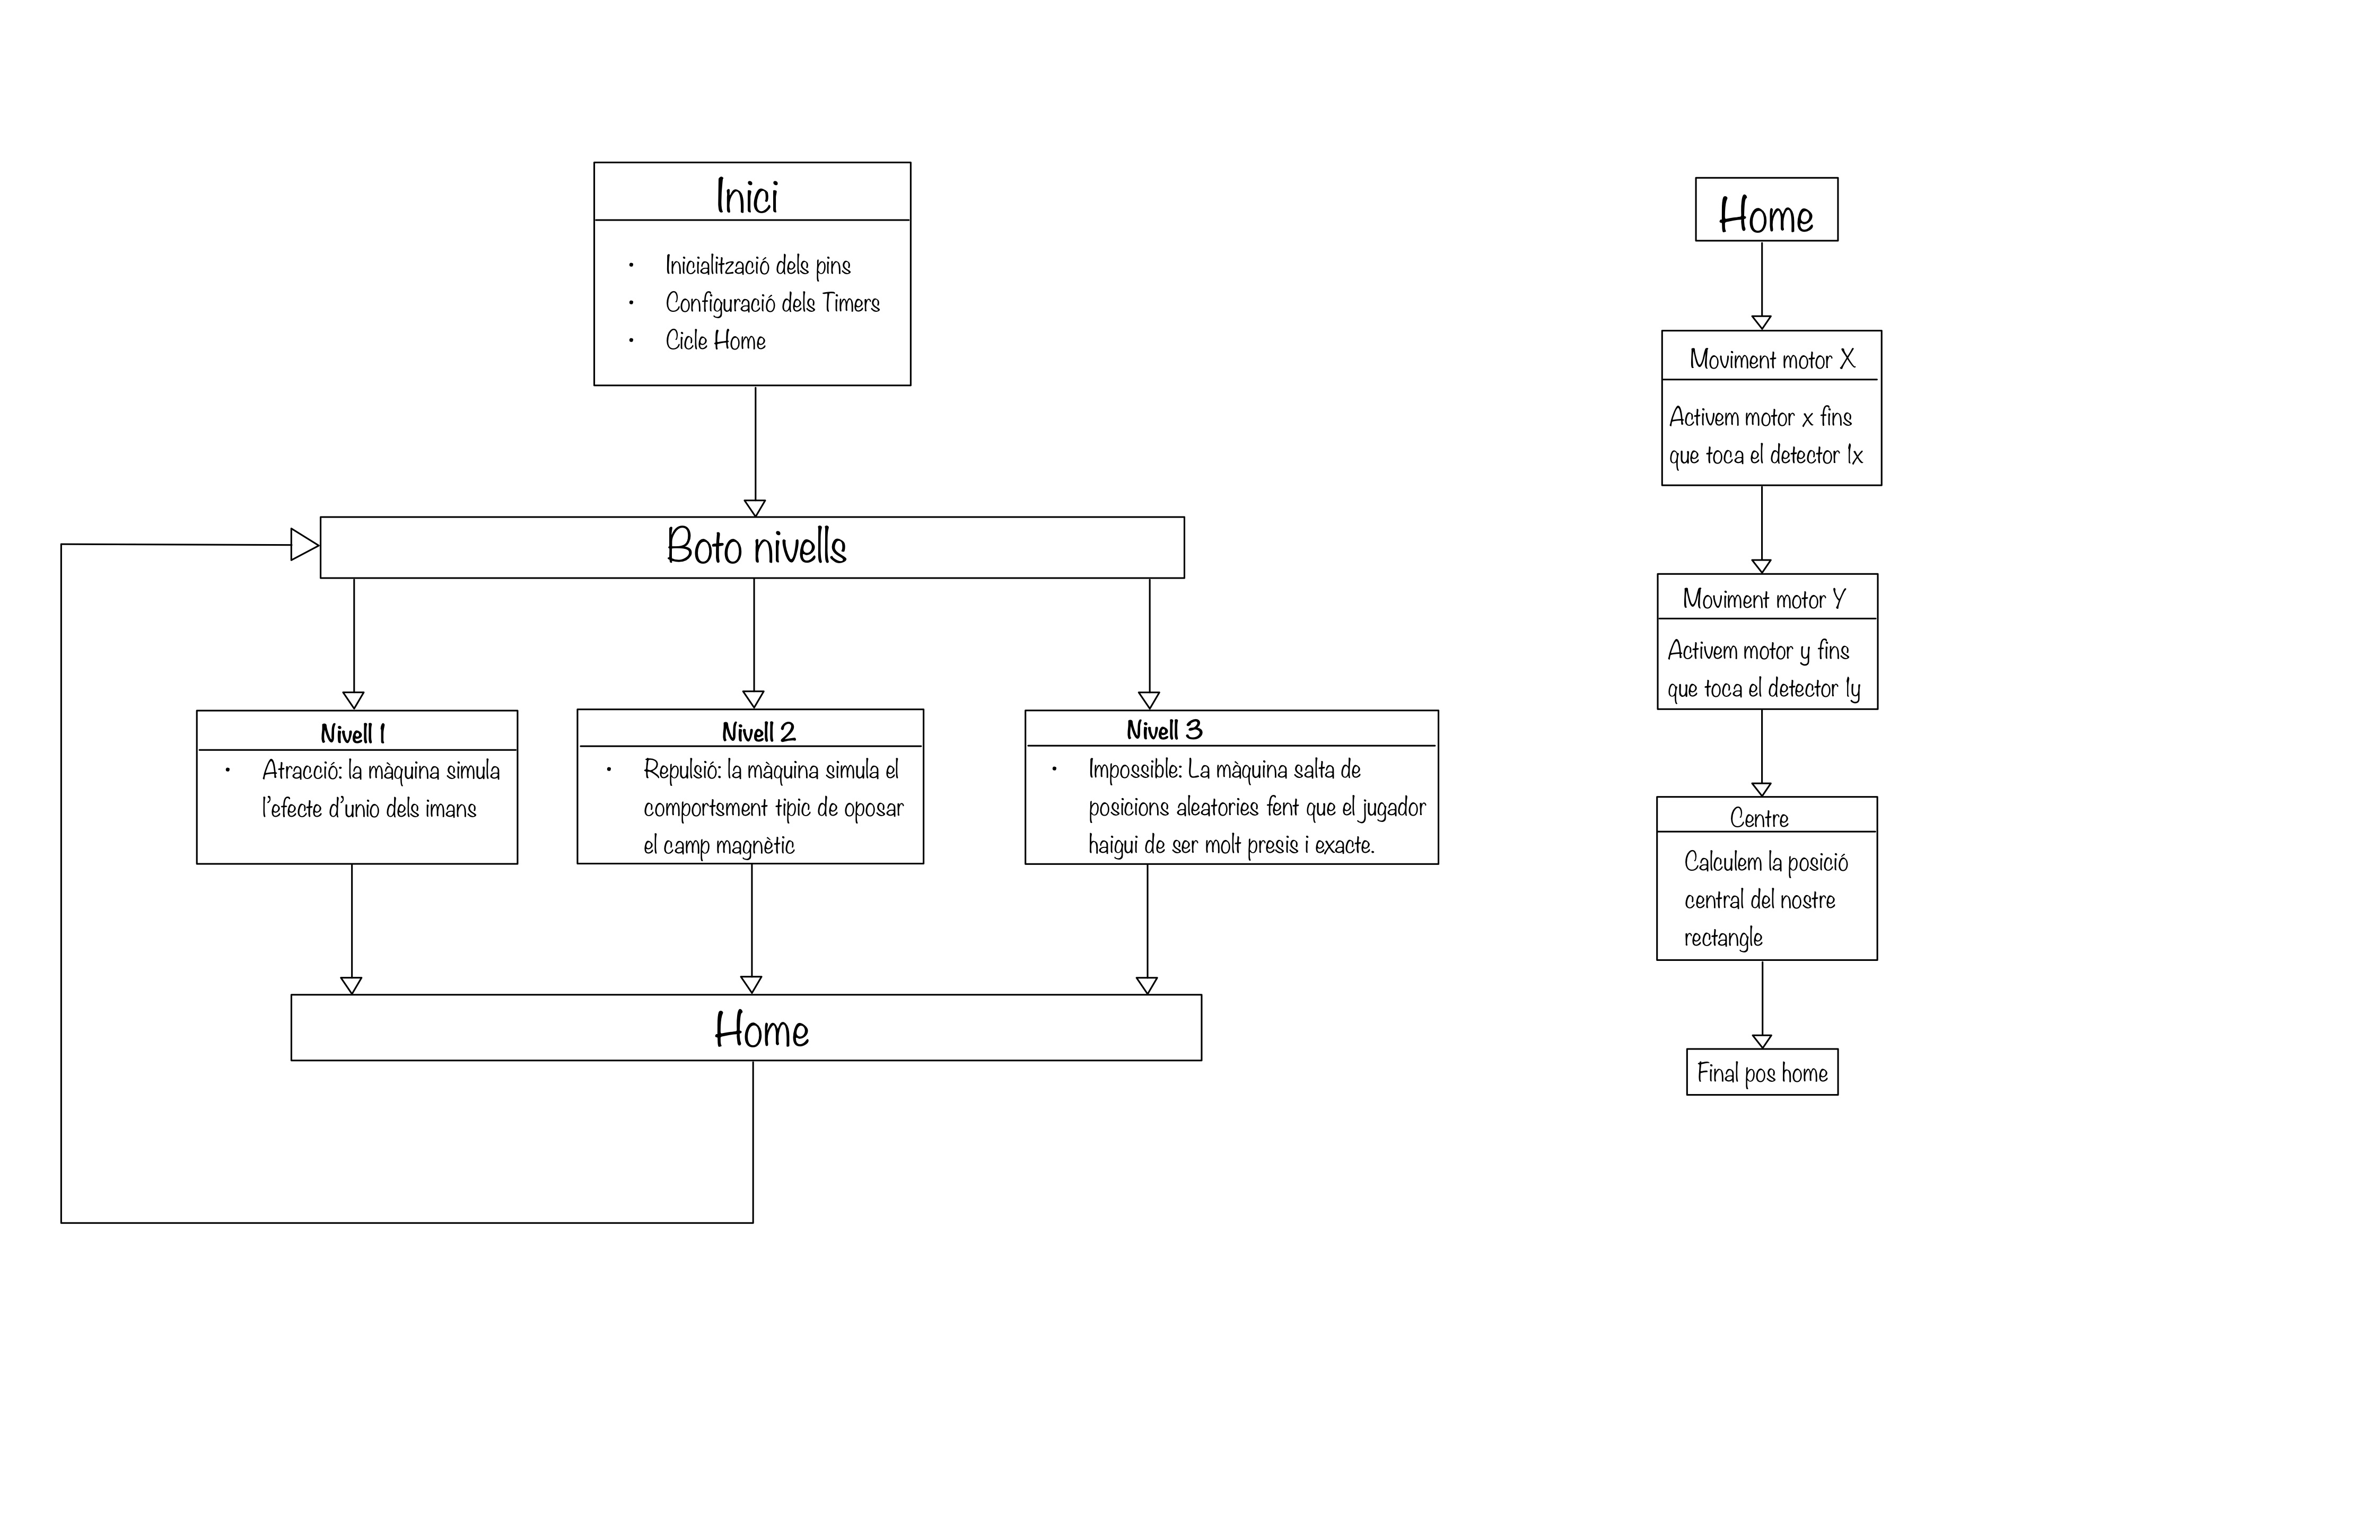 Inici
• Inicialització dels pins
• Configuració dels Timers
• Cicle Home
Boto nivells
Nivell 1
• Atracció: la màquina simula
l'efecte d'unio dels imans
Nivell 2
• Repulsió: la màquina simula el
comportsment tipic de oposar
el camp magnètic
Nivell 3
• Impossible: La màquina salta de
posicions aleatories fent que el jugador
haigui de ser molt presis i exacte.
Home
Home
Moviment motor X
Activem motor x fins
que toca el detector 1x
Moviment motor Y
Activem motor y fins
que toca el detector 1y
Centre
Calculem la posició
central del nostre
rectangle
Final pos home